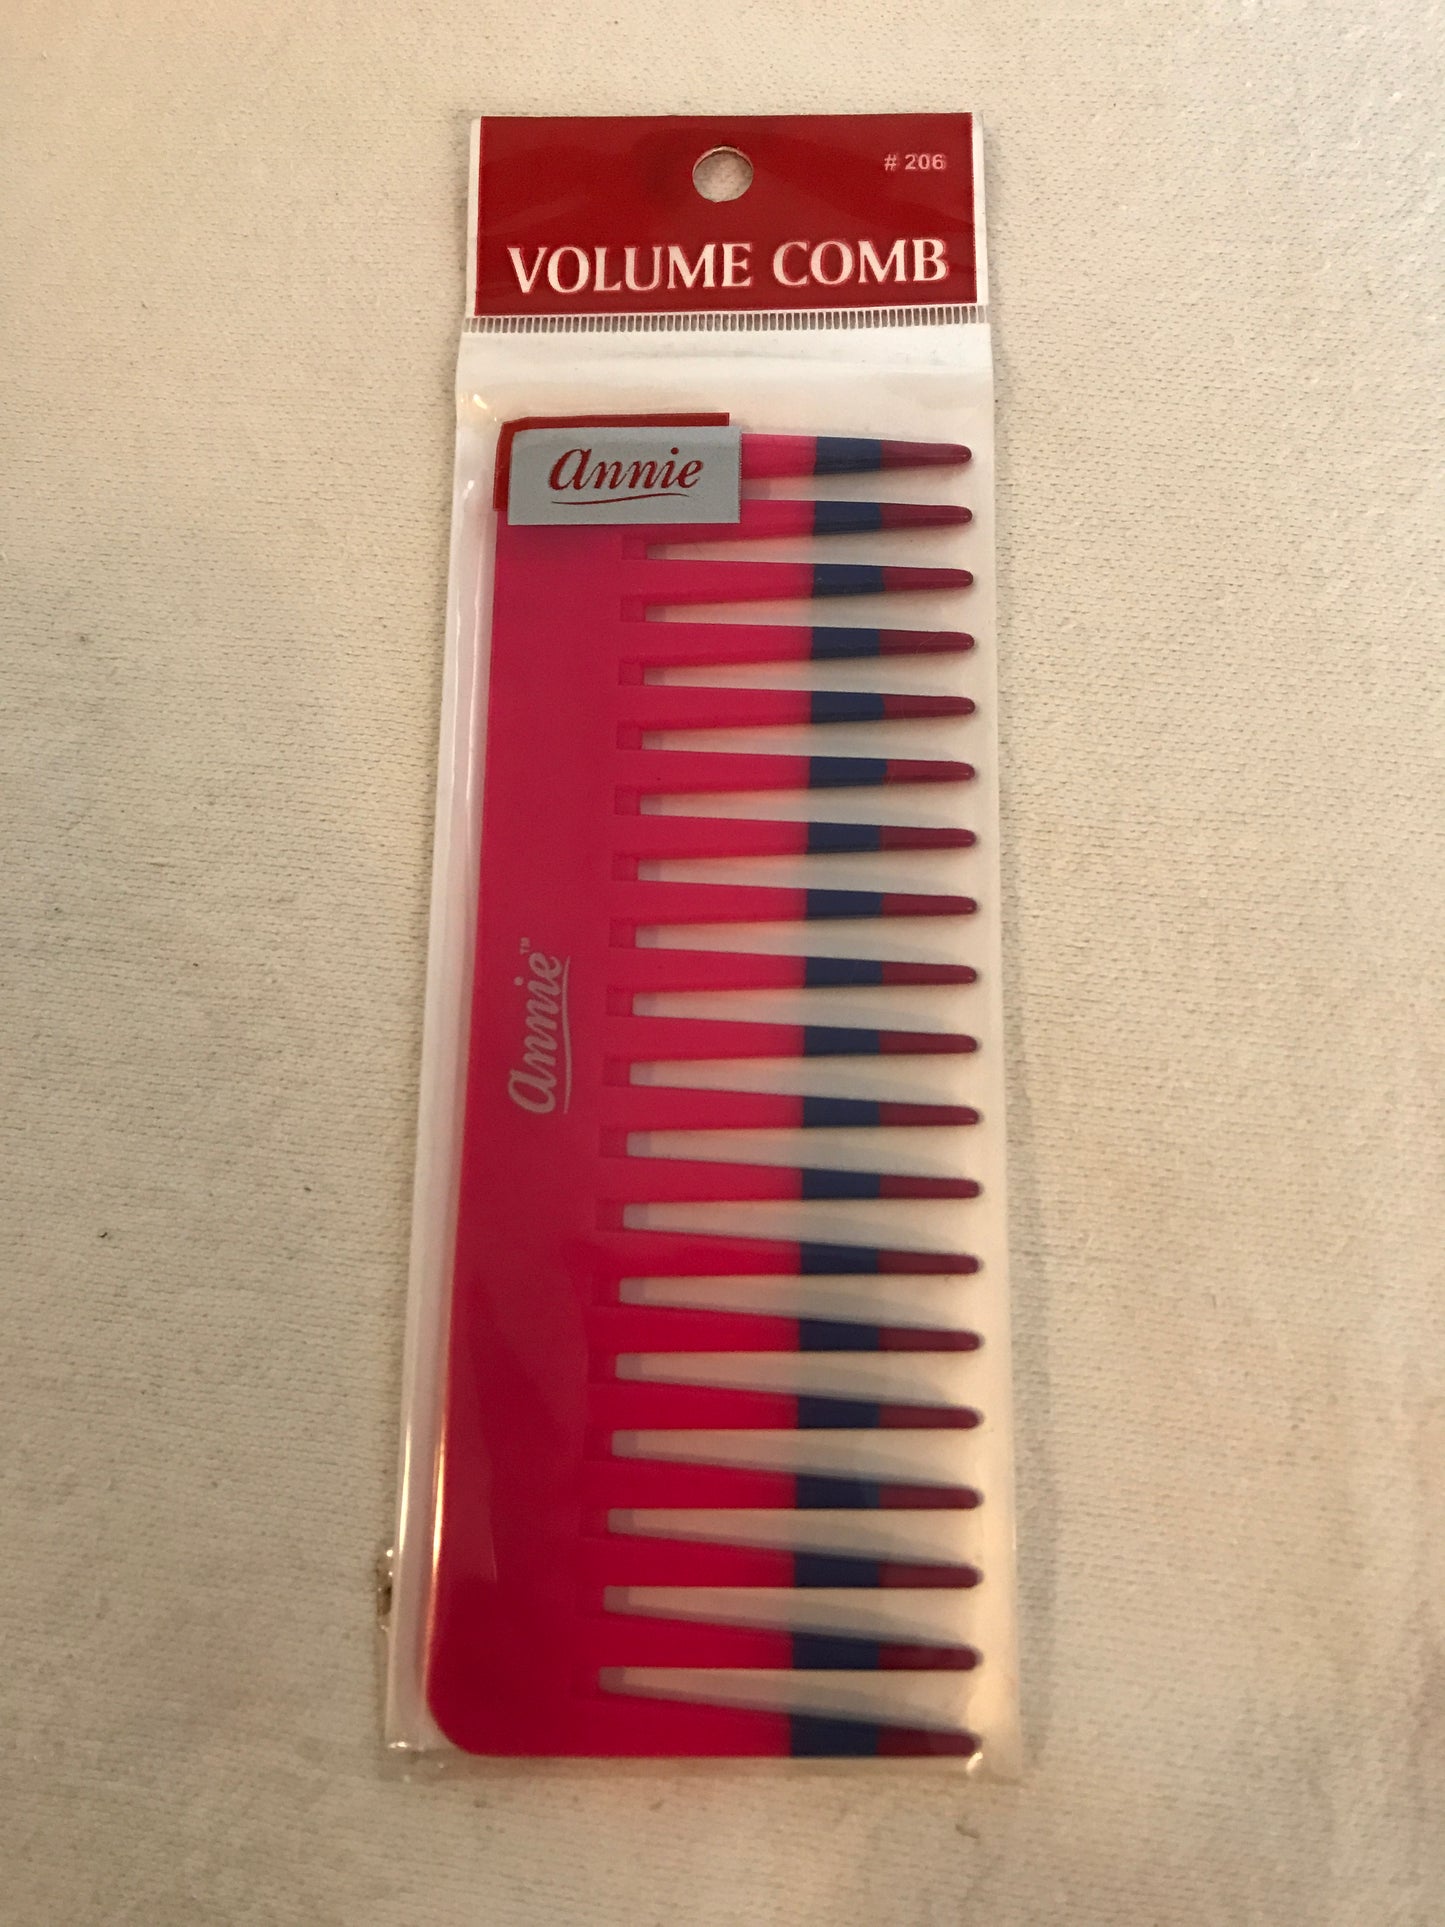 # 206
VOLUME COMB
annie
annie™